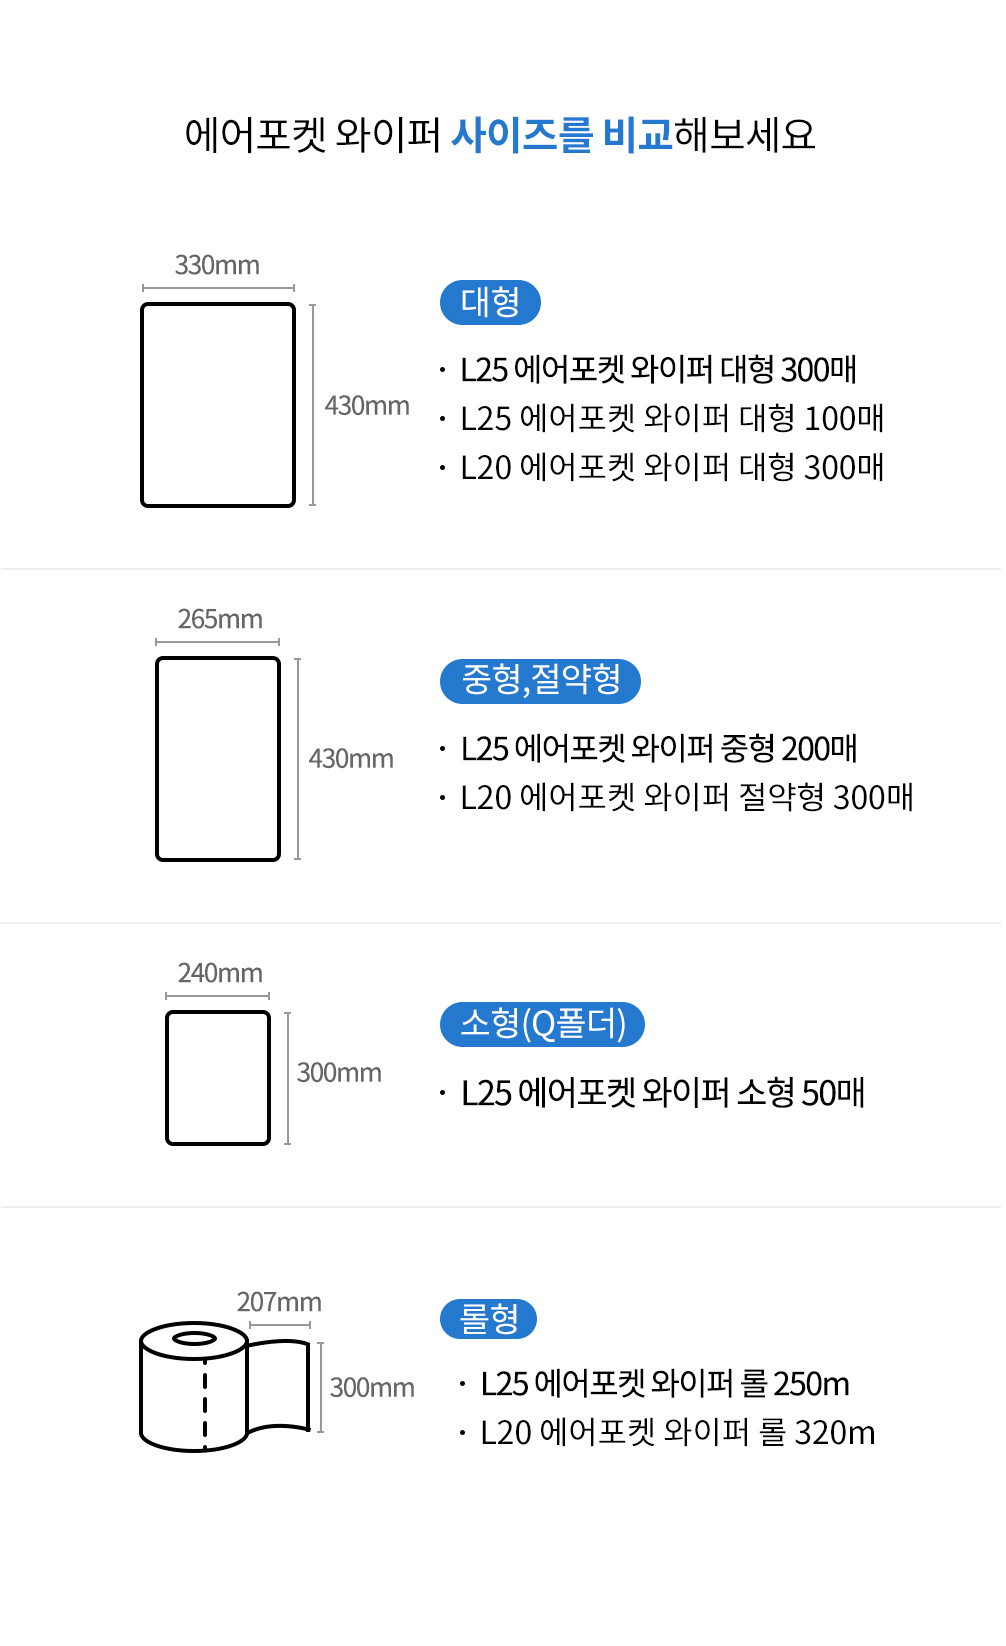 에어포켓 와이퍼 사이즈를 비교해보세요
330mm
430mm
대형
· L25 에어포켓 와이퍼 대형 300매
· L25 에어포켓 와이퍼 대형 100매
· L20 에어포켓 와이퍼 대형 300매
265mm
430mm
중형,절약형
· L25 에어포켓 와이퍼 중형 200매
· L20 에어포켓 와이퍼 절약형 300매
240mm
300mm
소형(Q폴더)
· L25 에어포켓 와이퍼 소형 50매
207mm
300mm
롤형
· L25 에어포켓 와이퍼 롤 250m
· L20 에어포켓 와이퍼 롤 320m